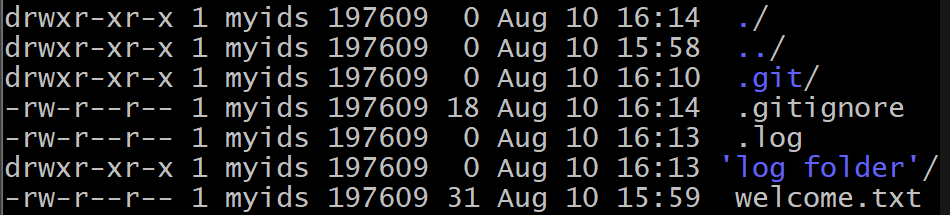 drwxr-xr-x 1 myids 197609  0 Aug 10 16:14  ./
drwxr-xr-x 1 myids 197609  0 Aug 10 15:58  ../
drwxr-xr-x 1 myids 197609  0 Aug 10 16:10  .git/
-rw-r--r-- 1 myids 197609 18 Aug 10 16:14  .gitignore
-rw-r--r-- 1 myids 197609  0 Aug 10 16:13  .log
drwxr-xr-x 1 myids 197609  0 Aug 10 16:13 'log folder'/
-rw-r--r-- 1 myids 197609 31 Aug 10 15:59  welcome.txt